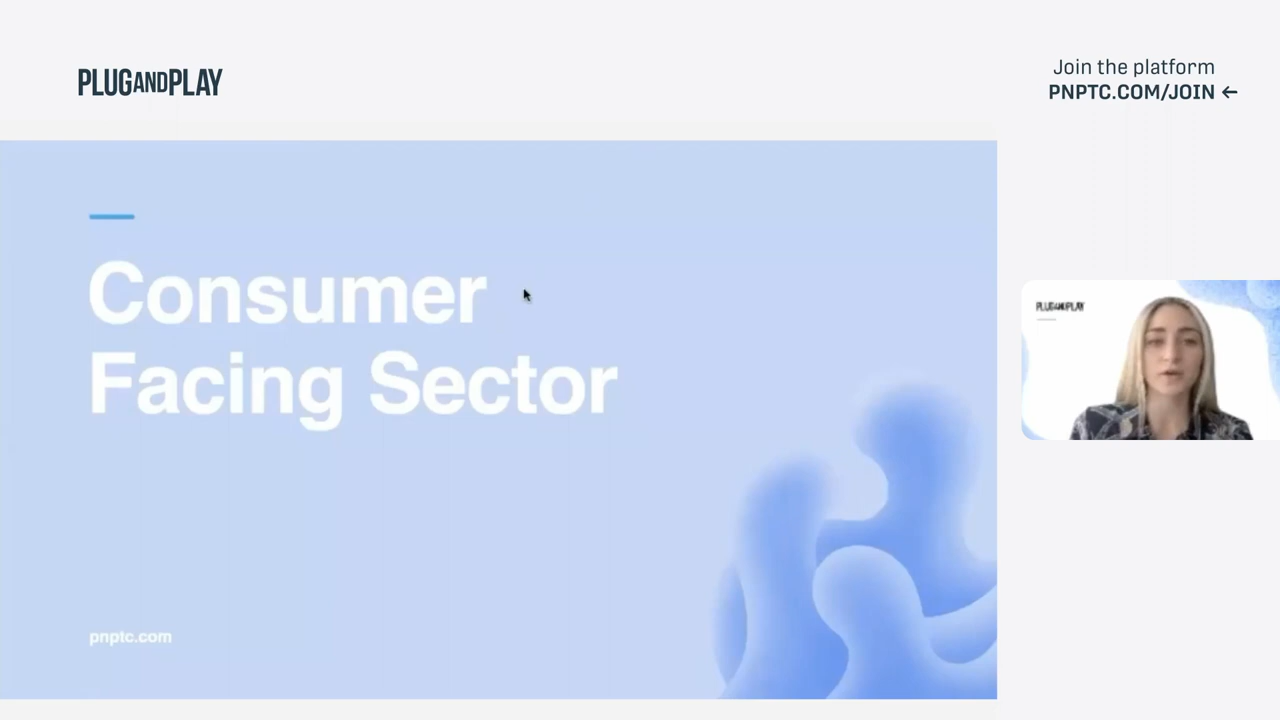 PLUGANDPLAY
Join the platform
PNPTC.COM/JOIN ←
Consumer
Facing Sector
pnptc.com
PLUGANDPLAY